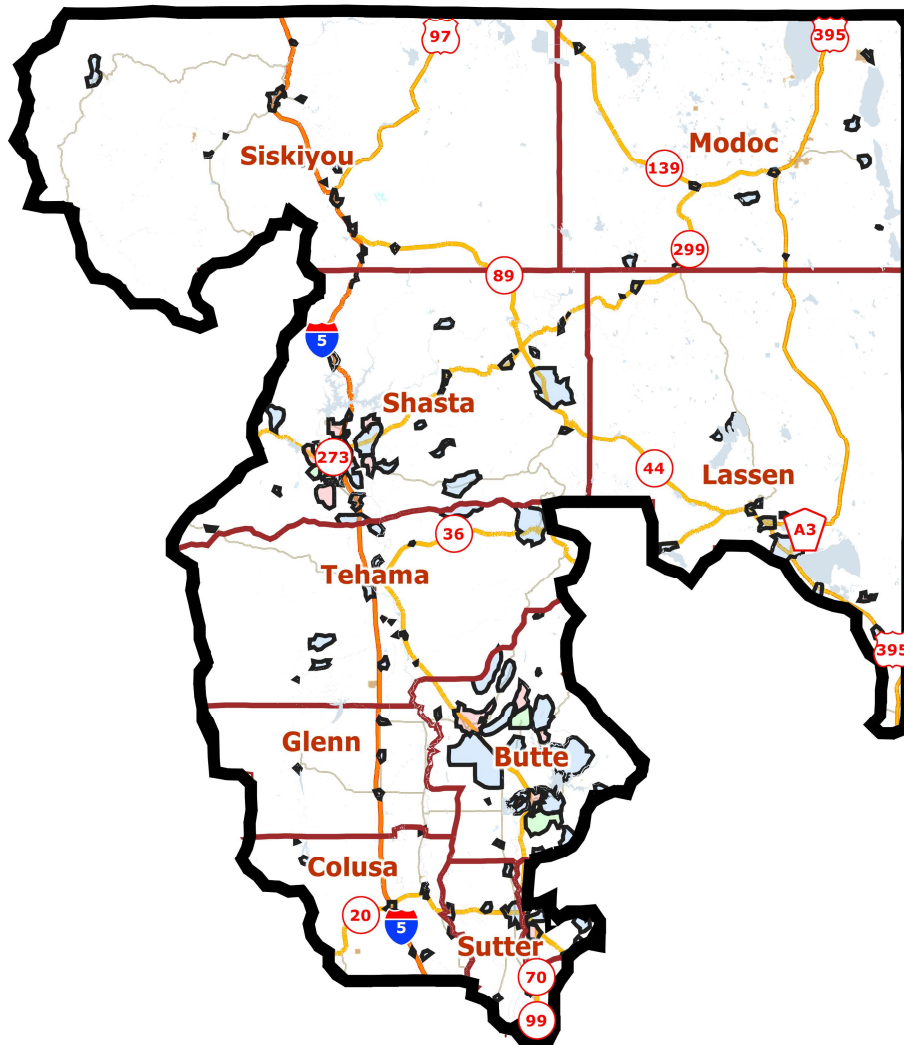 97
395
Siskiyou
Modoc
139
299
89
5
Shasta
273
44
Lassen
36
A3
Tehama
395
Glenn
Butte
Colusa
20
5
Sutter
70
99